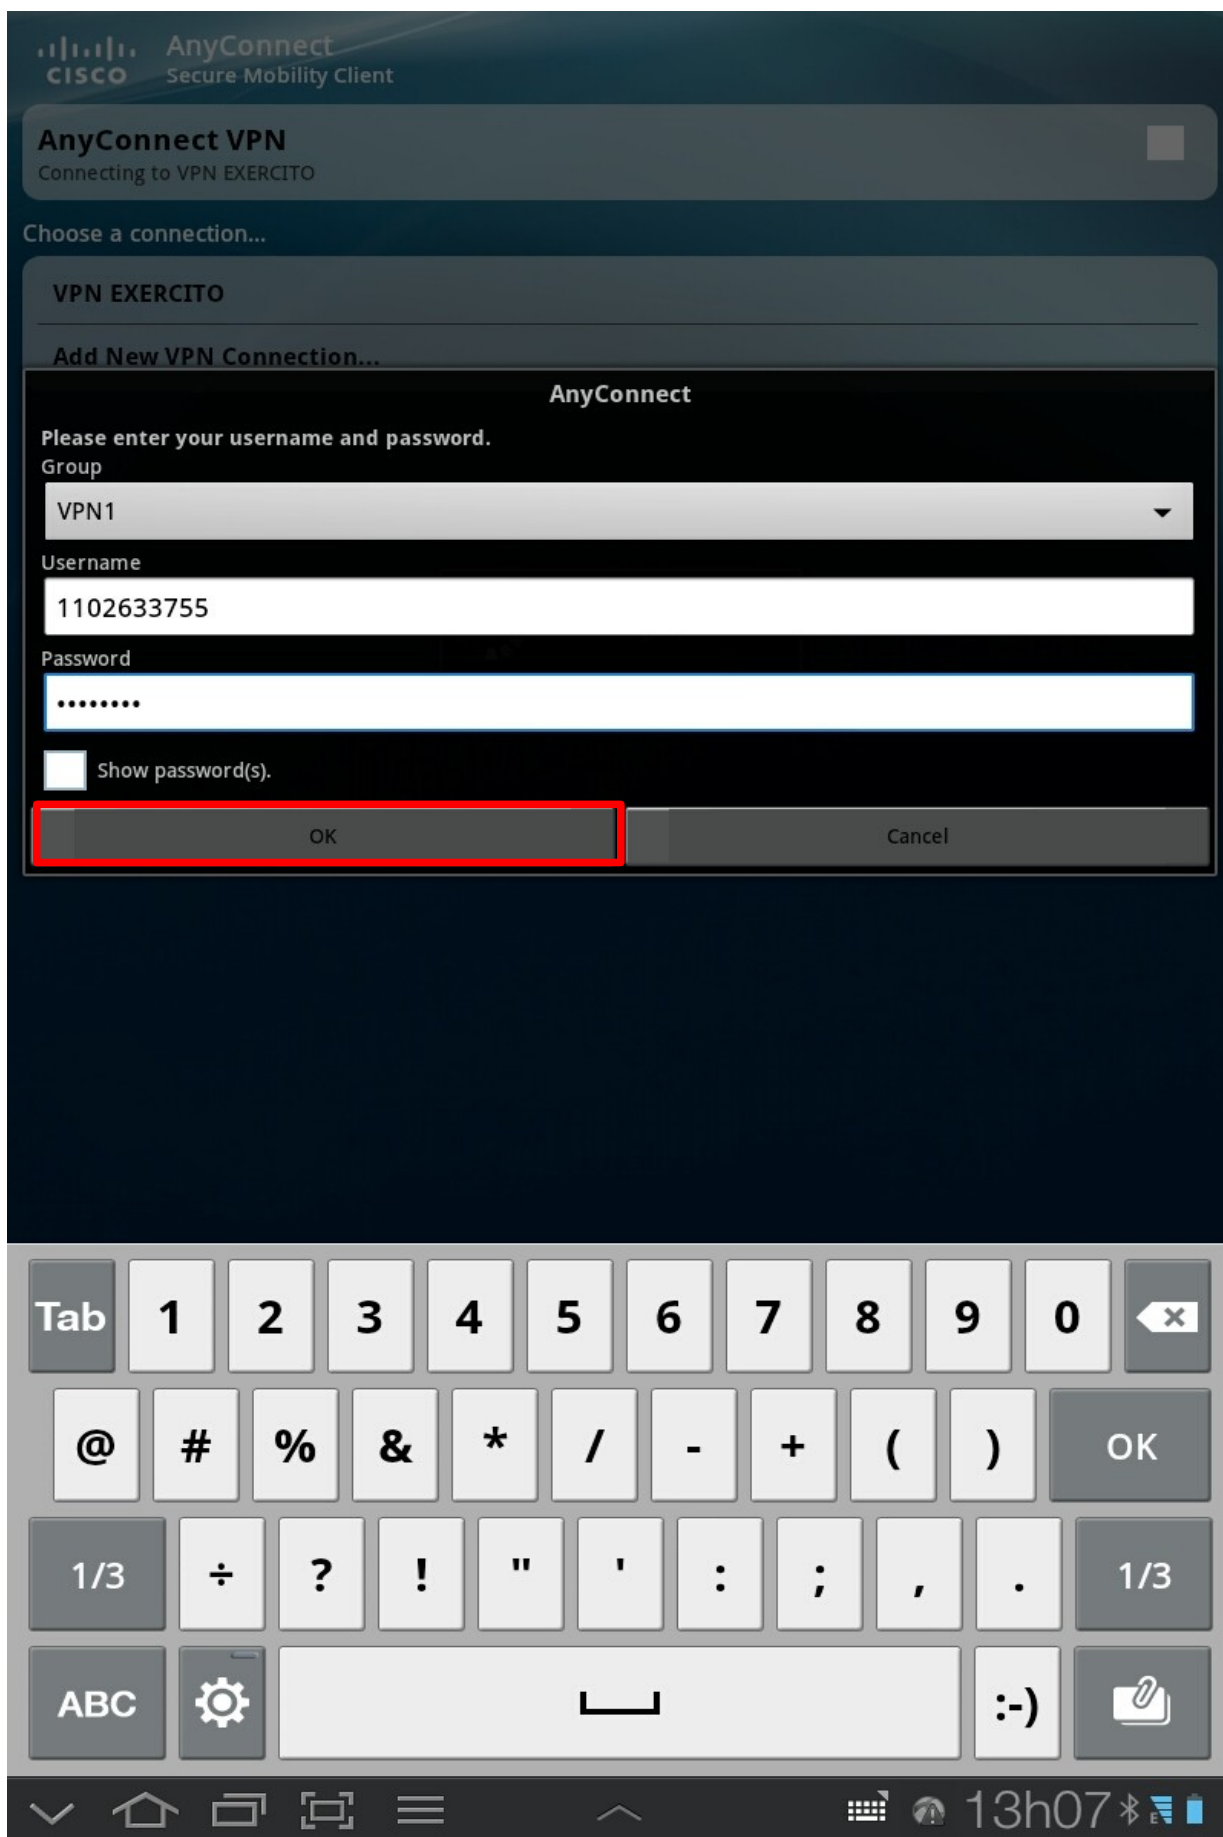 AnyConnect
CISCO
Secure Mobility Client
AnyConnect VPN
Connecting to VPN EXERCITO
Choose a connection...
VPN EXERCITO
Add New VPN Connection...
AnyConnect
Please enter your username and password.
Group
VPN1
Username
1102633755
Password
••••••••
Show password(s).
OK Cancel
Tab 1 2 3 4 5 6 7 8 9 0
@ # % & * / - + ( ) OK
1/3 ÷ ? ! " ' : ; , . 1/3
ABC :-)
13h07
E